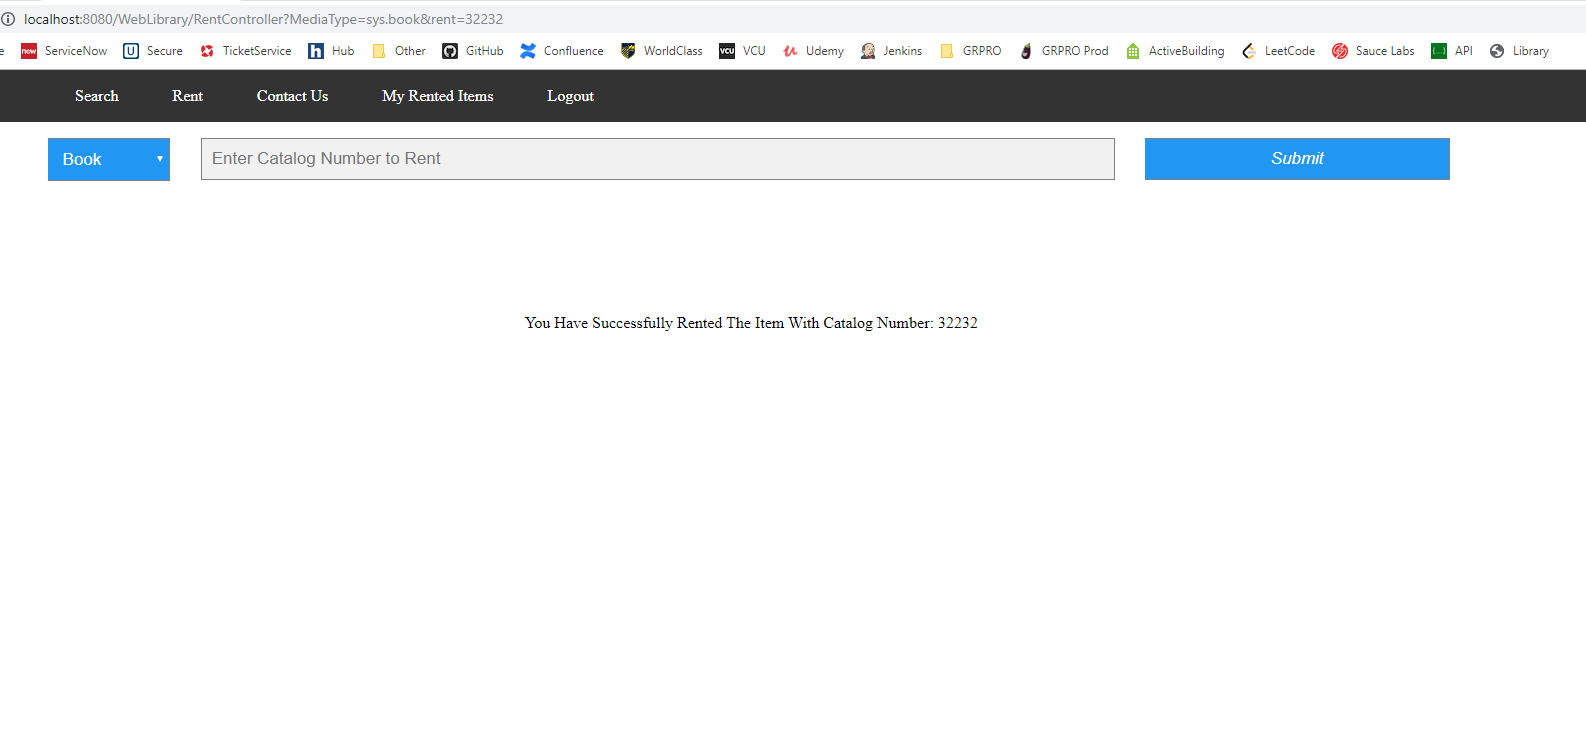 localhost:8080/WebLibrary/RentController?MediaType=sys.book&rent=32232
e now ServiceNow U Secure TicketService h Hub Other GitHub Confluence WorldClass VCU VCU Udemy Jenkins GRPRO GRPRO Prod ActiveBuilding LeetCode Sauce Labs API Library
Search Rent Contact Us My Rented Items Logout
Book Enter Catalog Number to Rent Submit
You Have Successfully Rented The Item With Catalog Number: 32232